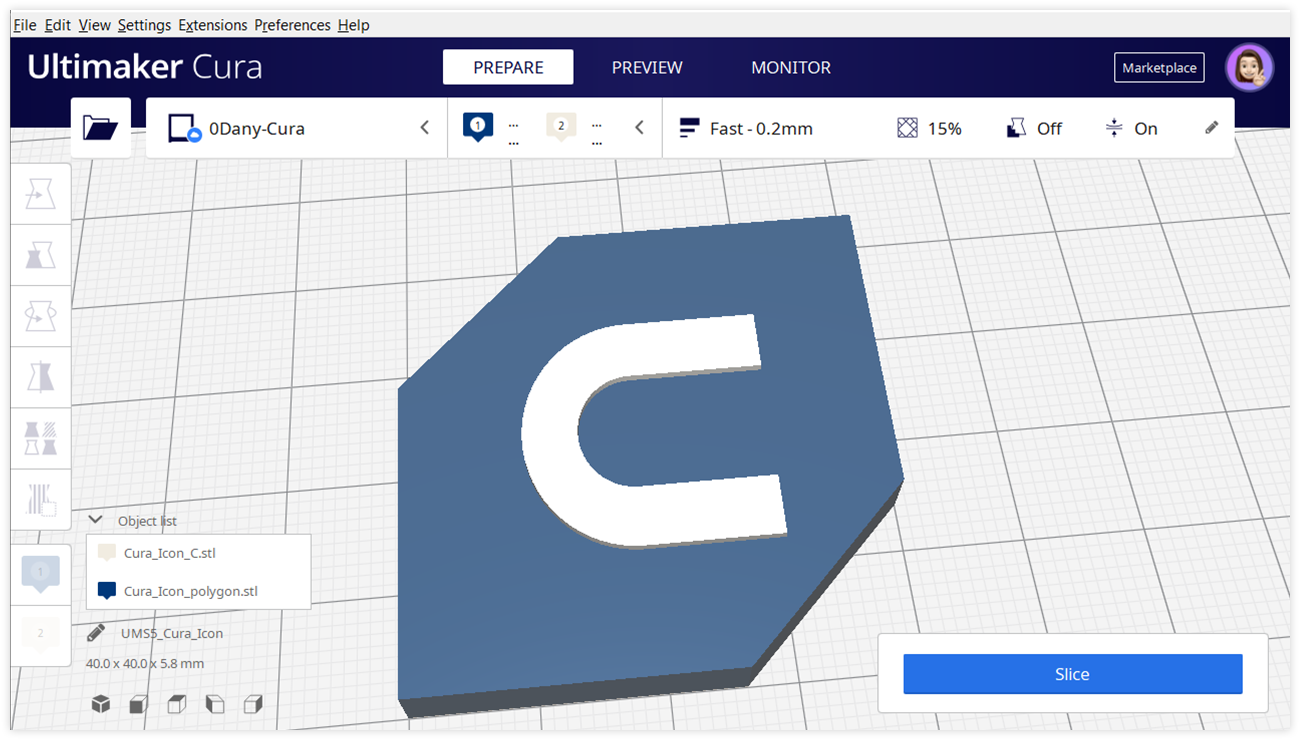 File Edit View Settings Extensions Preferences Help
Ultimaker Cura
PREPARE PREVIEW MONITOR
Marketplace
0Dany-Cura
1 ... ...
2 ... ...
Fast - 0.2mm
15%
Off
On
Object list
Cura_Icon_C.stl
Cura_Icon_polygon.stl
1
2
UMS5_Cura_Icon
40.0 x 40.0 x 5.8 mm
Slice